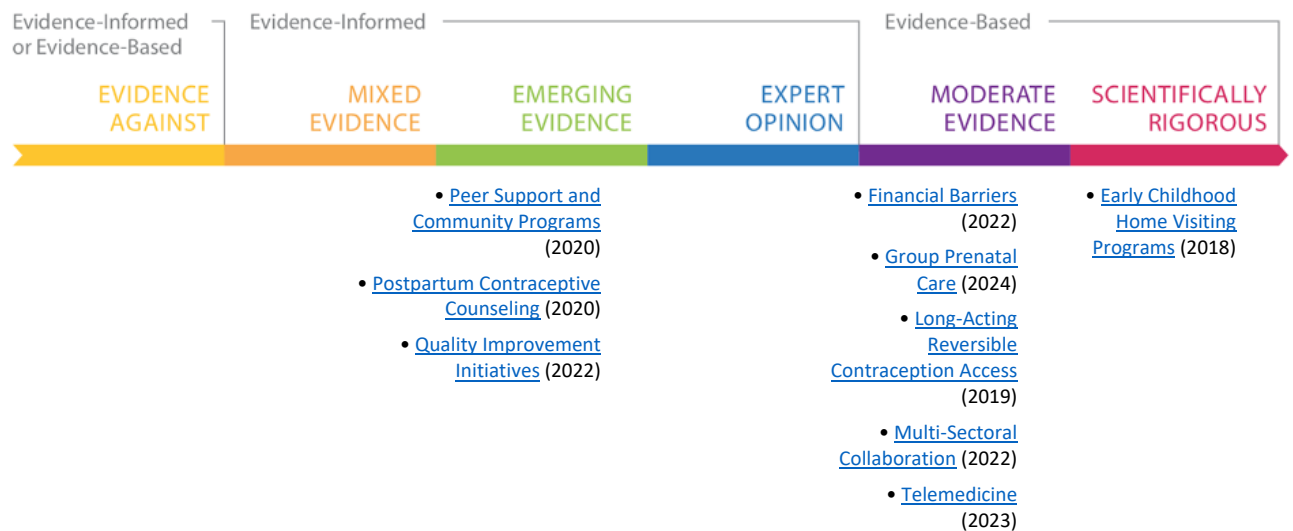 Evidence-Informed
or Evidence-Based
Evidence-Informed
Evidence-Based
EVIDENCE
AGAINST
MIXED
EVIDENCE
EMERGING
EVIDENCE
EXPERT
OPINION
MODERATE
EVIDENCE
SCIENTIFICALLY
RIGOROUS
• Peer Support and
Community Programs
(2020)
• Postpartum Contraceptive
Counseling (2020)
• Quality Improvement
Initiatives (2022)
• Financial Barriers
(2022)
• Group Prenatal
Care (2024)
• Long-Acting
Reversible
Contraception Access
(2019)
• Multi-Sectoral
Collaboration (2022)
• Telemedicine
(2023)
• Early Childhood
Home Visiting
Programs (2018)